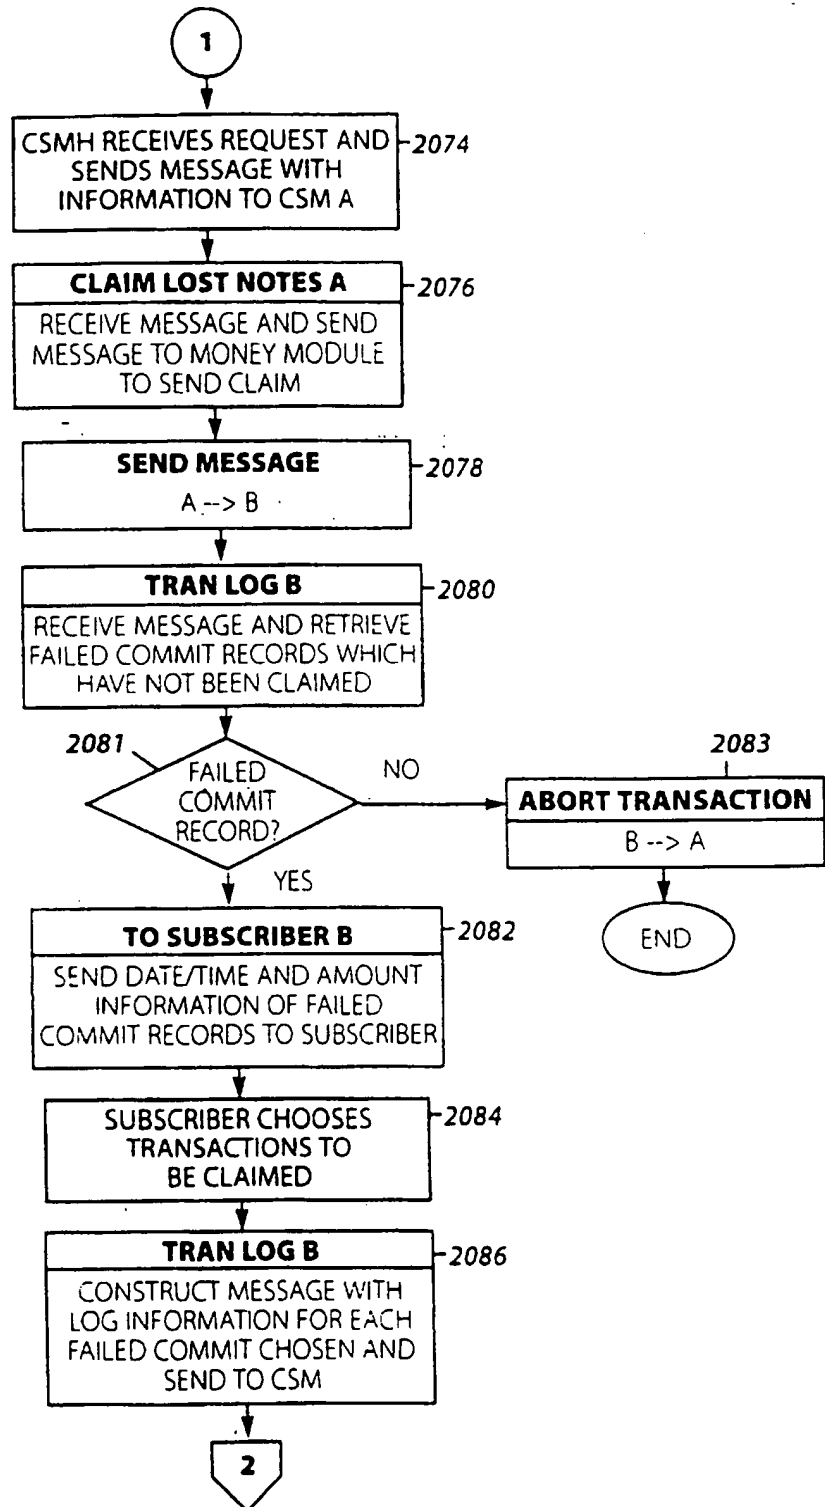 1
CSMH RECEIVES REQUEST AND
SENDS MESSAGE WITH
INFORMATION TO CSM A
2074
CLAIM LOST NOTES A
2076
RECEIVE MESSAGE AND SEND
MESSAGE TO MONEY MODULE
TO SEND CLAIM
SEND MESSAGE
2078
A --> B
TRAN LOG B
2080
RECEIVE MESSAGE AND RETRIEVE
FAILED COMMIT RECORDS WHICH
HAVE NOT BEEN CLAIMED
2081
FAILED
COMMIT
RECORD?
NO
2083
ABORT TRANSACTION
B --> A
END
YES
TO SUBSCRIBER B
2082
SEND DATE/TIME AND AMOUNT
INFORMATION OF FAILED
COMMIT RECORDS TO SUBSCRIBER
SUBSCRIBER CHOOSES
TRANSACTIONS TO
BE CLAIMED
2084
TRAN LOG B
2086
CONSTRUCT MESSAGE WITH
LOG INFORMATION FOR EACH
FAILED COMMIT CHOSEN AND
SEND TO CSM
2